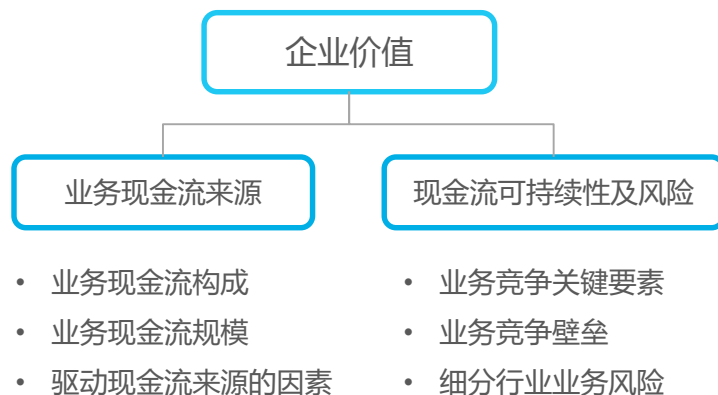 企业价值
业务现金流来源
现金流可持续性及风险
• 业务现金流构成
• 业务现金流规模
• 驱动现金流来源的因素
• 业务竞争关键要素
• 业务竞争壁垒
• 细分行业业务风险